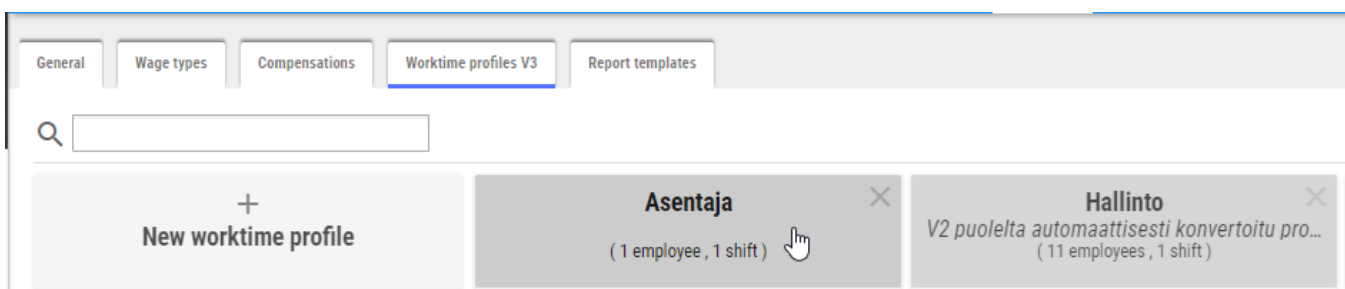 General
Wage types
Compensations
Worktime profiles V3
Report templates
+
New worktime profile
Asentaja
( 1 employee , 1 shift )
Hallinto
V2 puolelta automaattisesti konvertoitu pro...
( 11 employees , 1 shift )